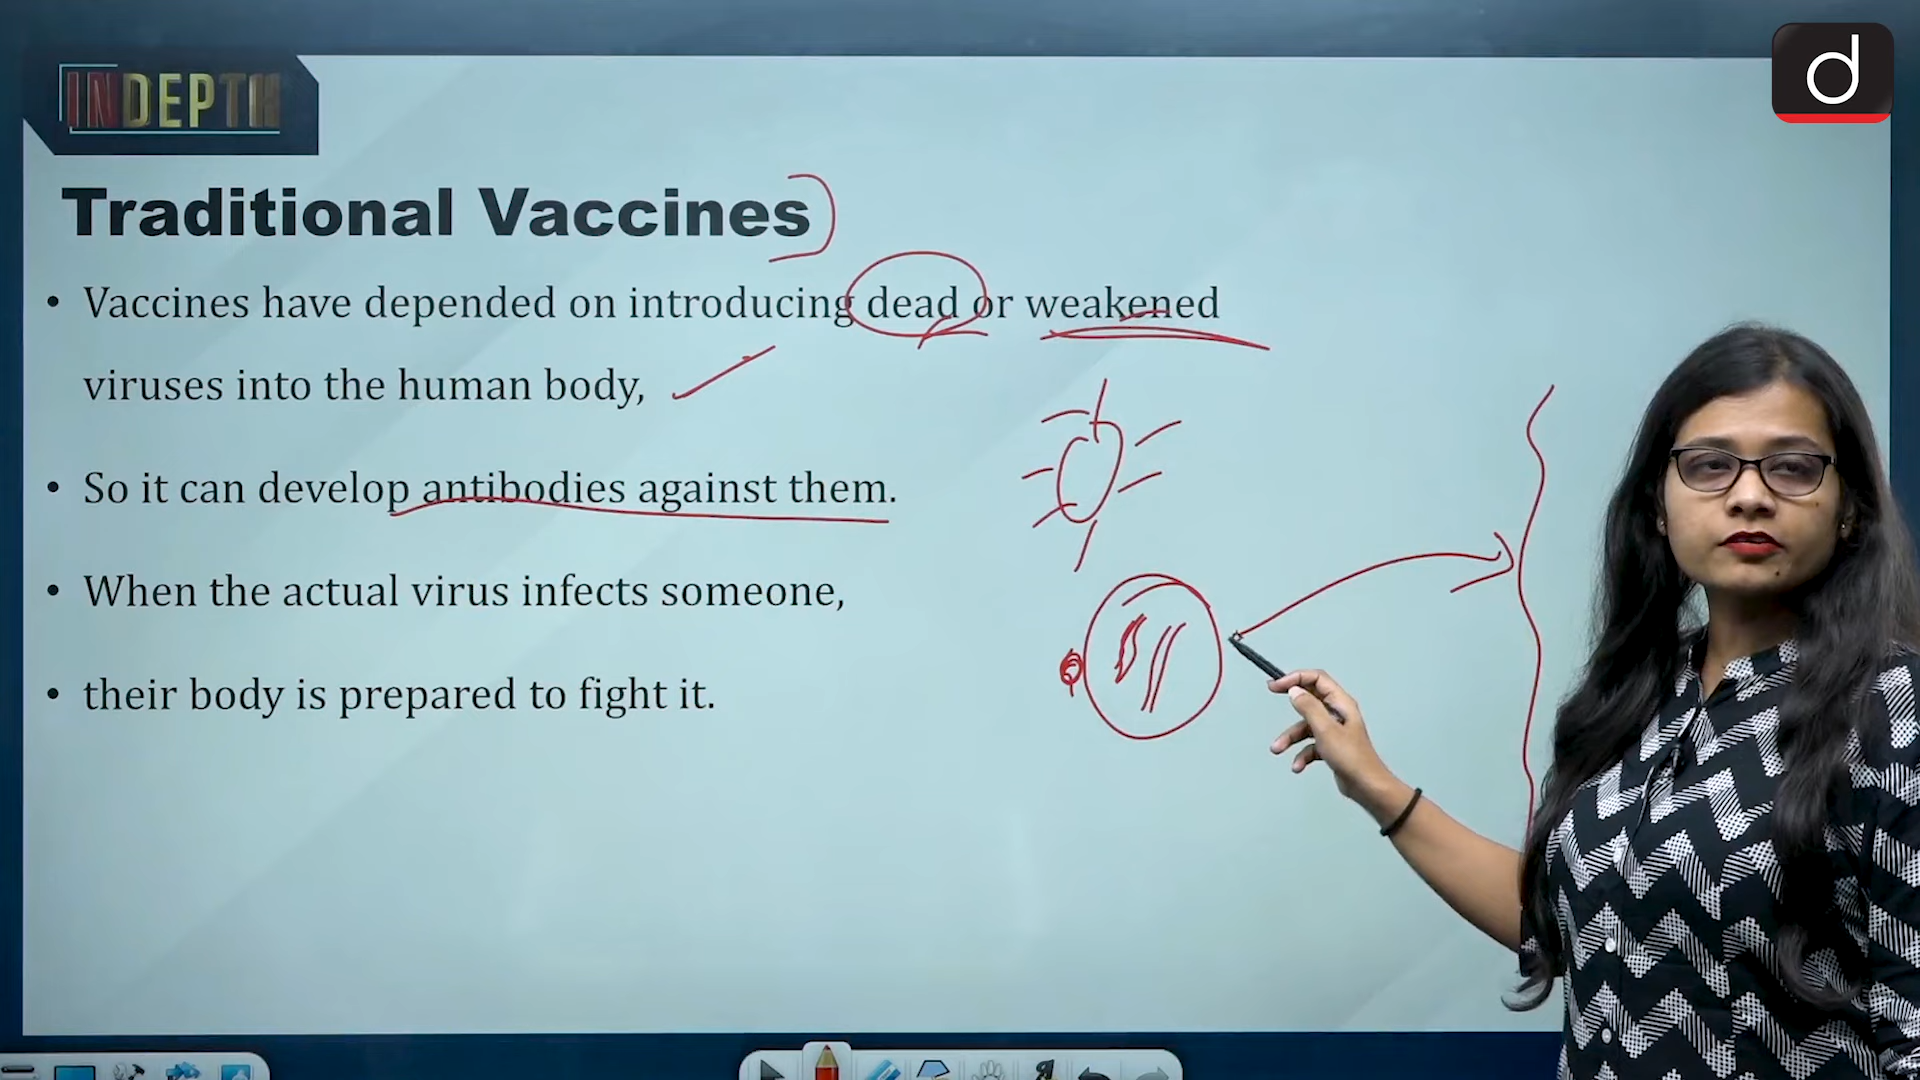 INDEPTH
d
Traditional Vaccines
• Vaccines have depended on introducing dead or weakened
viruses into the human body,
• So it can develop antibodies against them.
• When the actual virus infects someone,
• their body is prepared to fight it.